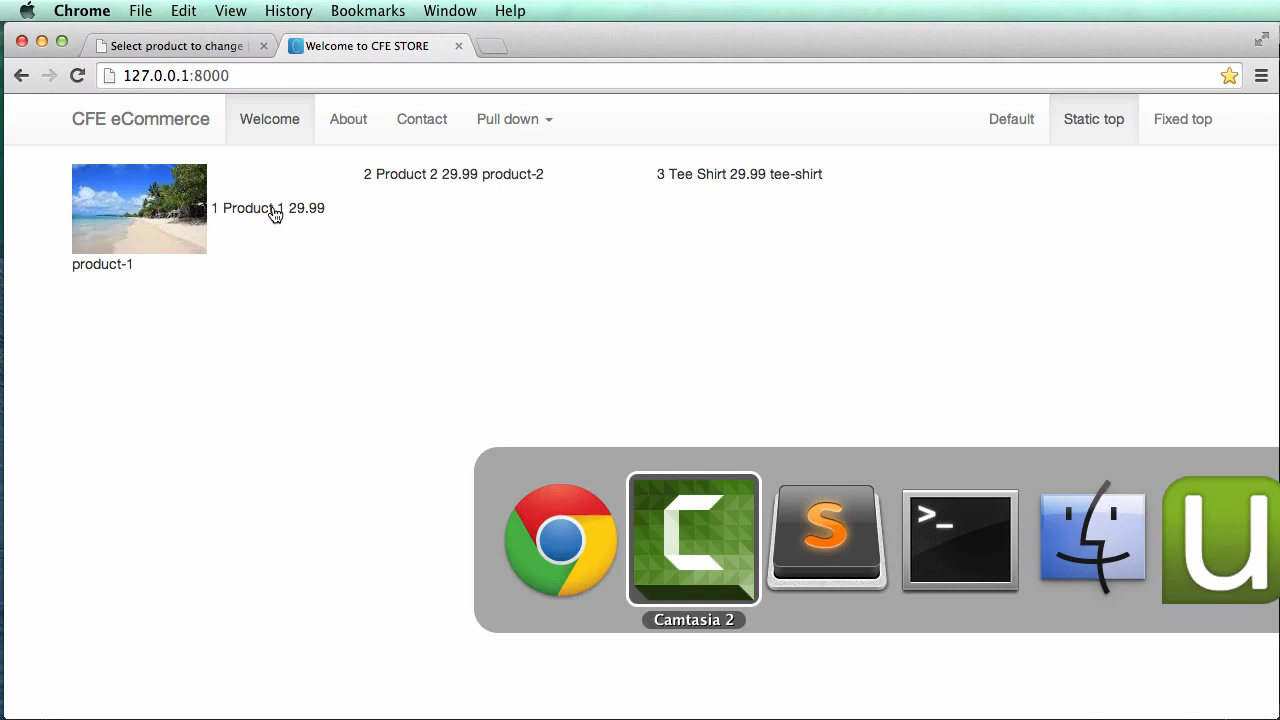 Chrome File Edit View History Bookmarks Window Help
Select product to change
Welcome to CFE STORE
127.0.0.1:8000
CFE eCommerce Welcome About Contact Pull down Default Static top Fixed top
1 Product 1 29.99
product-1
2 Product 2 29.99 product-2
3 Tee Shirt 29.99 tee-shirt
S
>_
U
Camtasia 2